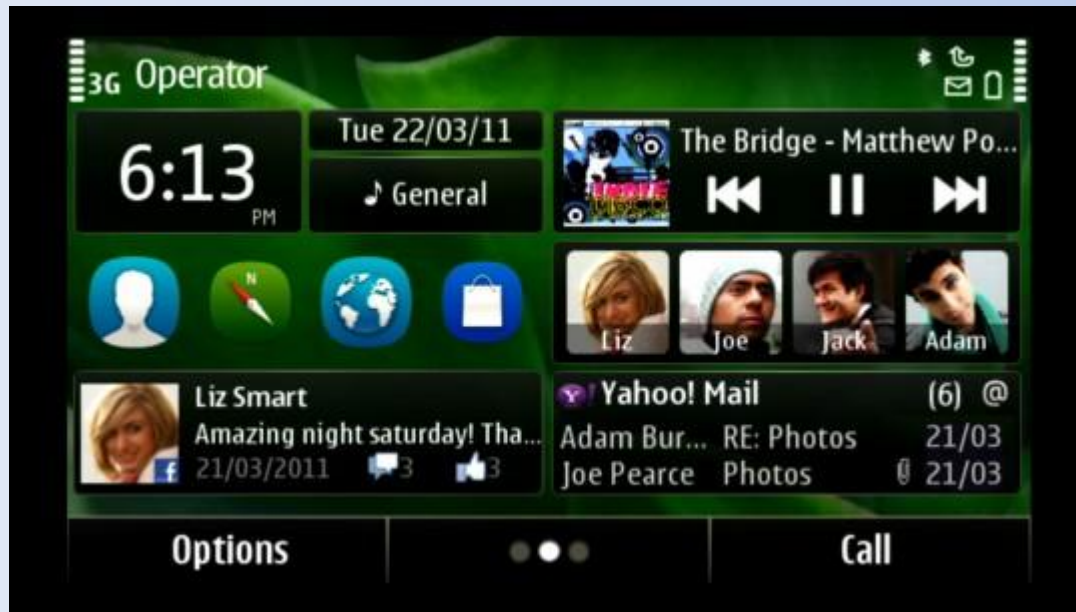 3G Operator
6:13
PM
Tue 22/03/11
General
The Bridge - Matthew Po...
N
Liz
Joe
Jack
Adam
Liz Smart
Amazing night saturday! Tha...
21/03/2011 3 3
Yahoo! Mail (6) @
Adam Bur... RE: Photos 21/03
Joe Pearce Photos 21/03
Options
Call